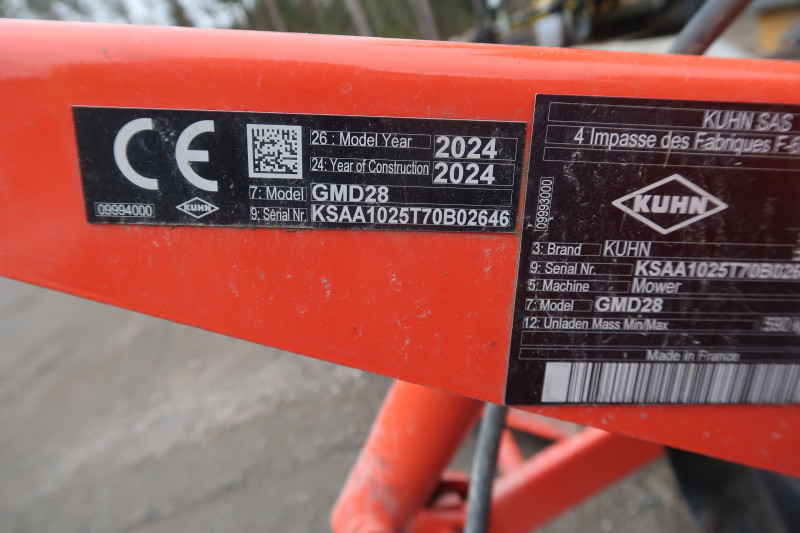 CE
26 : Model Year 2024
24: Year of Construction 2024
7: Model GMD28
9: Sérial Nr. KSAA1025T70B02646
09994000
KUHN
KUHN SAS
4 Impasse des Fabriques
09993000
KUHN
3: Brand KUHN
9: Serial Nr.
5: Machine Mower
7: Model GMD28
12: Unladen Mass Min/Max 590
Made in France